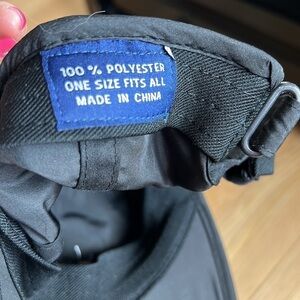 100 % POLYESTER
ONE SIZE FITS ALL
MADE IN CHINA